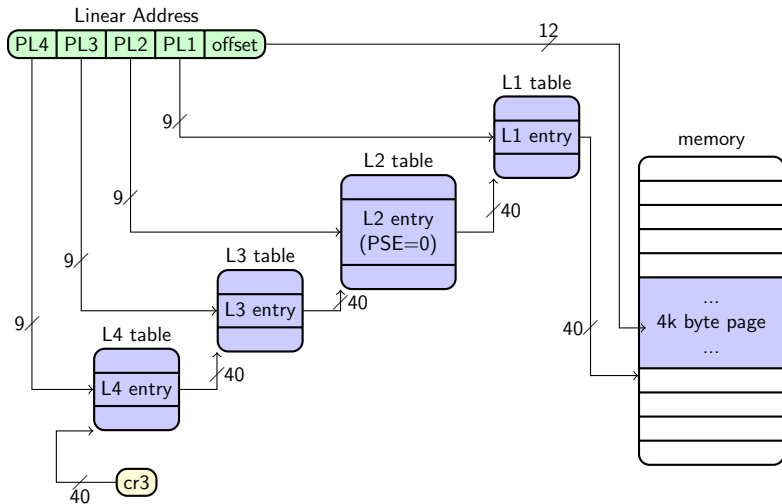 Linear Address
PL4 PL3 PL2 PL1 offset
12
L1 table
9
L1 entry
memory
L2 table
9
40
L2 entry
(PSE=0)
L3 table
9
...
L3 entry
40
4k byte page
9
40
L4 table
...
L4 entry
40
cr3
40